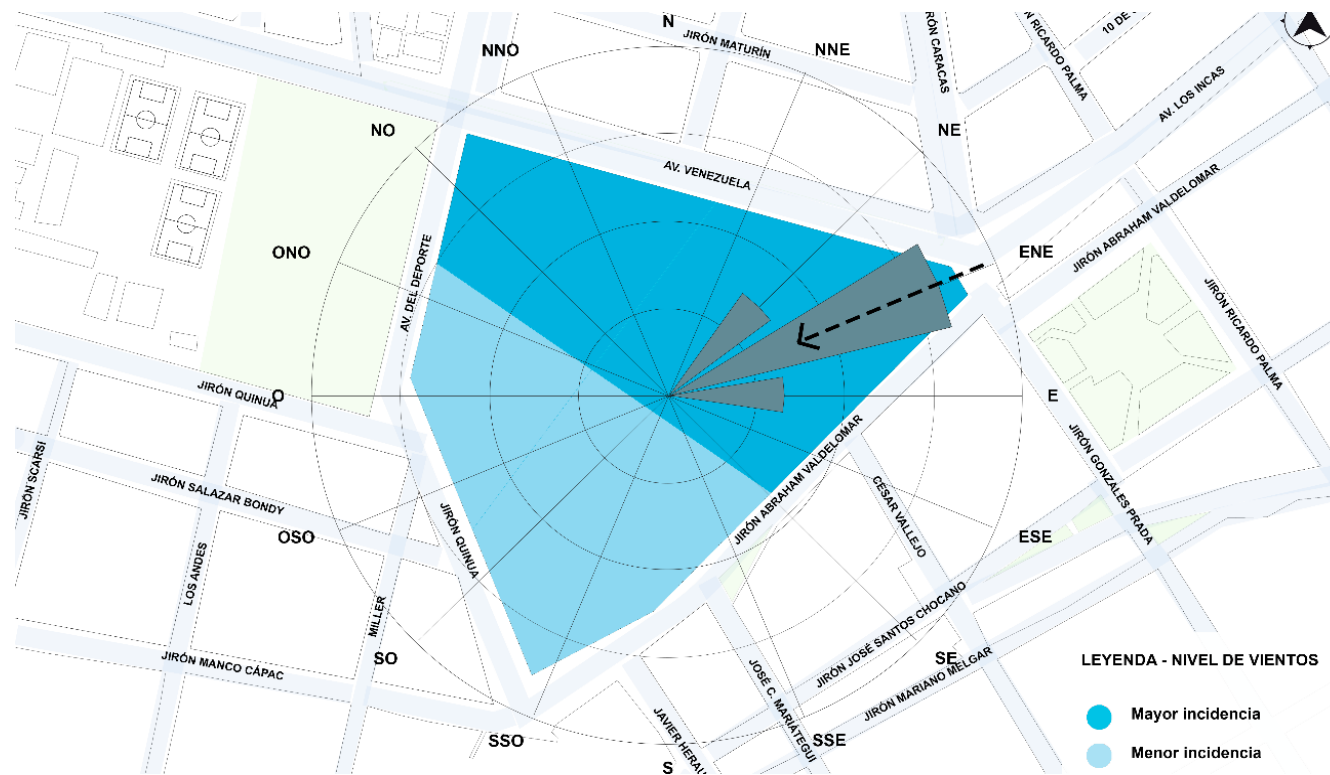 N
NNO
NNE
JIRÓN MATURÍN
JIRÓN CARACAS
RICARDO PALMA
10 DE
NO
NE
AV. LOS INCAS
AV. VENEZUELA
JIRÓN ABRAHAM VALDELOMAR
ONO
ENE
AV. DEL DEPORTE
JIRÓN RICARDO PALMA
JIRÓN QUINUA
O
E
JIRÓN SCARSI
JIRÓN SALAZAR BONDY
JIRÓN ABRAHAM VALDELOMAR
JIRÓN GONZALES PRADA
CESAR VALLEJO
OSO
ESE
JIRÓN QUINUA
LOS ANDES
MILLER
JIRÓN JOSÉ SANTOS CHOCANO
JIRÓN MANCO CÁPAC
SO
SE
JIRÓN MARIANO MELGAR
JOSÉ C. MARIÁTEGUI
JAVIER HERAU
SSO
SSE
S
LEYENDA - NIVEL DE VIENTOS
Mayor incidencia
Menor incidencia